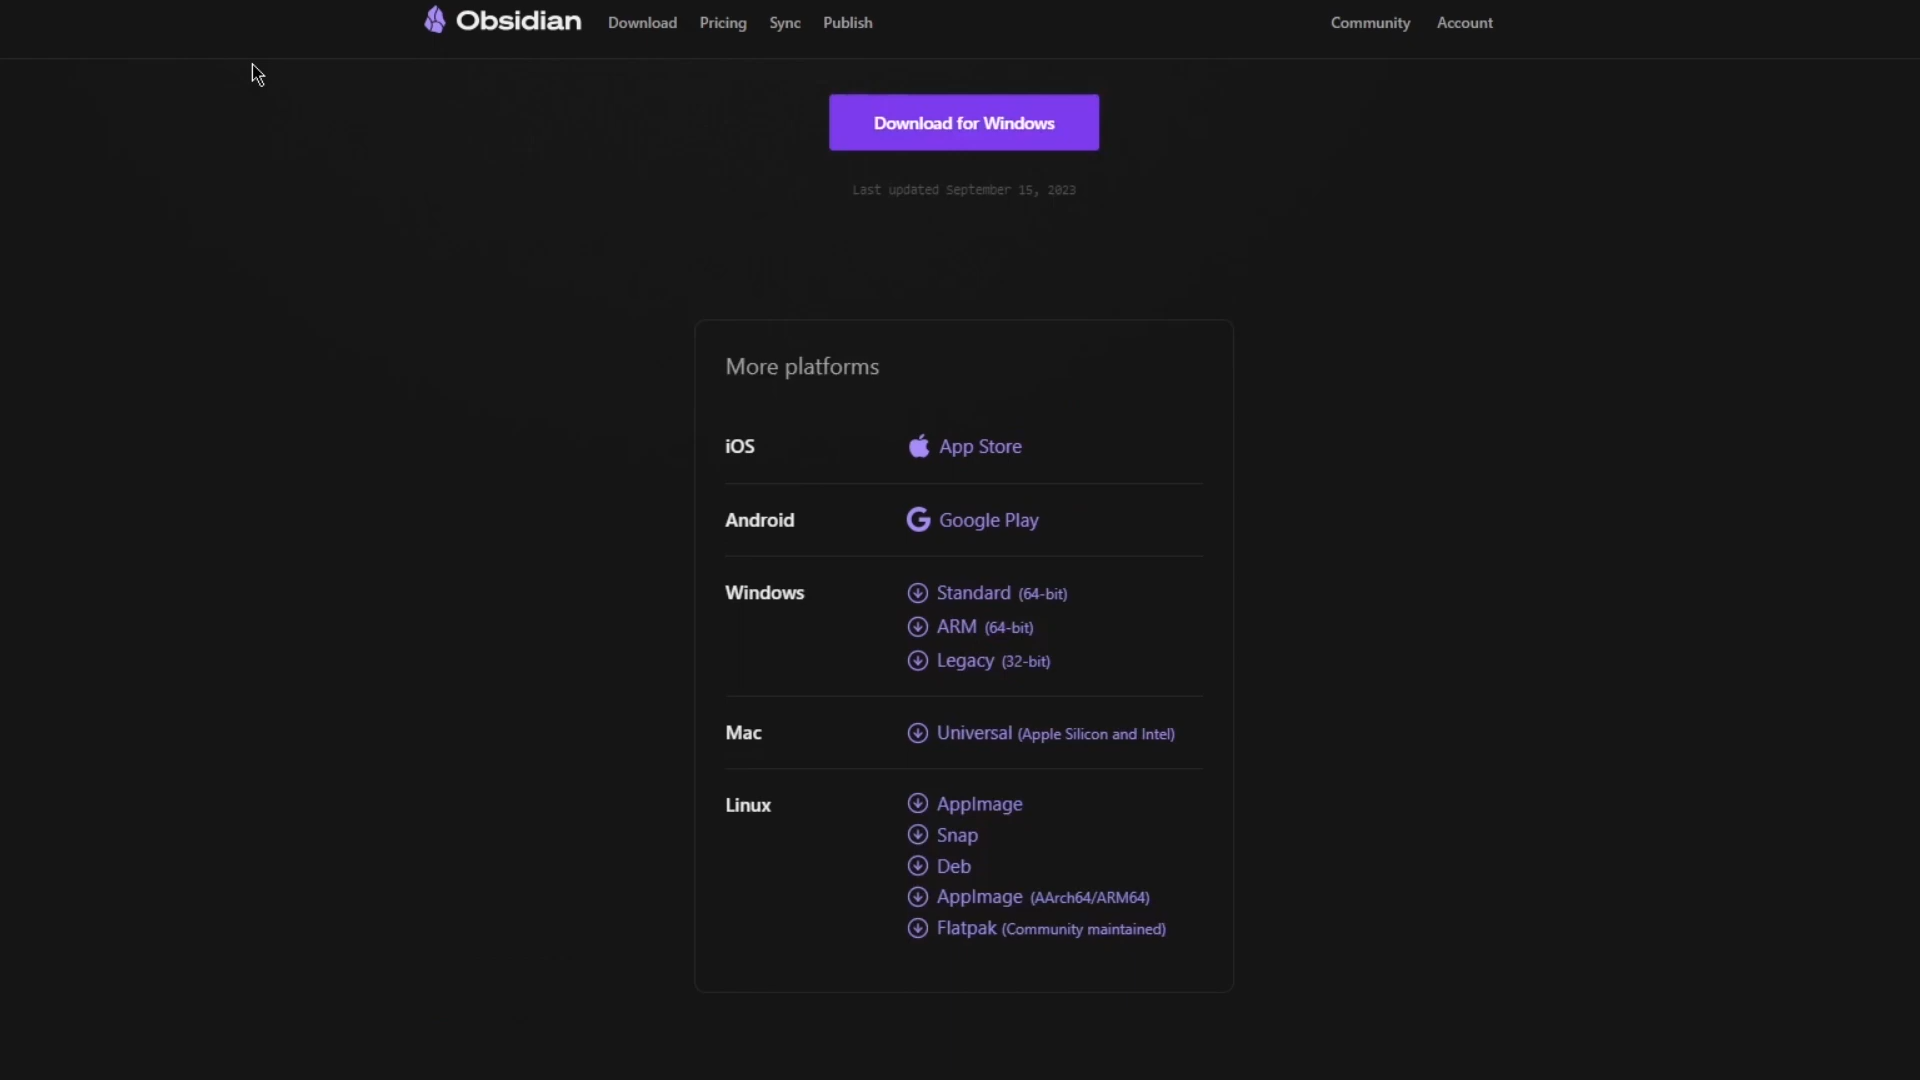 Obsidian Download Pricing Sync Publish Community Account
Download for Windows
Last updated September 15, 2023
More platforms
iOS App Store
Android Google Play
Windows Standard (64-bit)
ARM (64-bit)
Legacy (32-bit)
Mac Universal (Apple Silicon and Intel)
Linux AppImage
Snap
Deb
AppImage (AArch64/ARM64)
Flatpak (Community maintained)